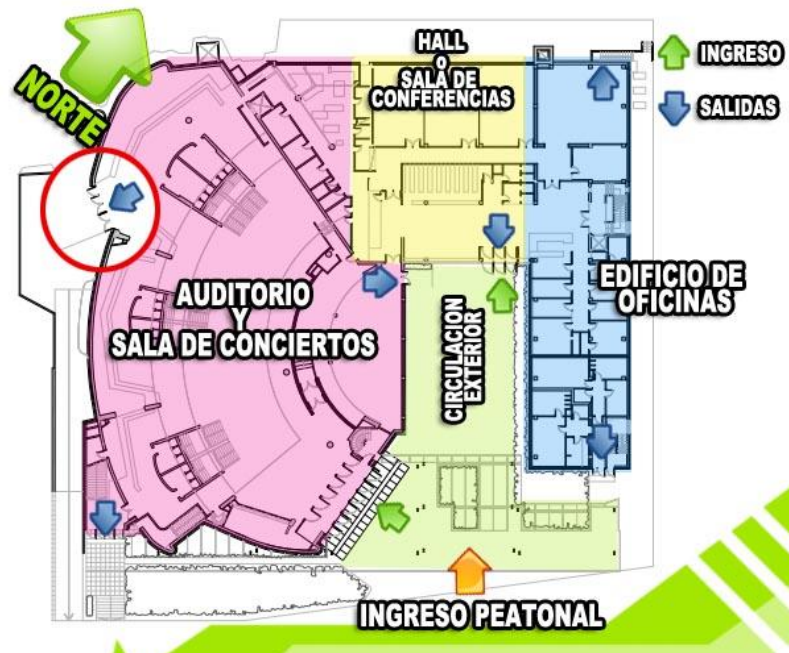 NORTE
HALL
o
SALA DE
CONFERENCIAS
INGRESO
SALIDAS
AUDITORIO
Y
SALA DE CONCIERTOS
CIRCULACION
EXTERIOR
EDIFICIO DE
OFICINAS
INGRESO PEATONAL